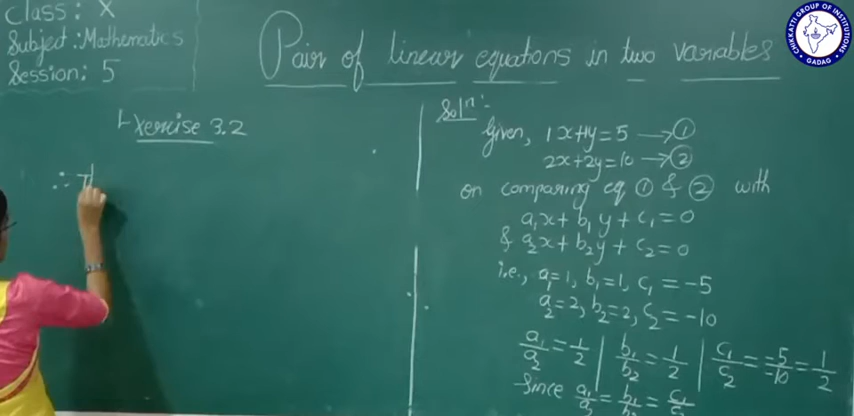 Class: X
Subject: Mathematics
Session: 5
Pair of linear equations in two variables
CHIKKATTI GROUP OF INSTITUTIONS
GADAG
Exercise 3.2
∴ Th
Solⁿ:
Given, 1x+1y=5 → ①
2x+2y=10 → ②
on comparing eq ① & ② with
a₁x + b₁y + c₁ = 0
& a₂x + b₂y + c₂ = 0
i.e., a₁=1, b₁=1, c₁ = -5
a₂=2, b₂=2, c₂ = -10
a₁/a₂ = 1/2 | b₁/b₂ = 1/2 | c₁/c₂ = -5/-10 = 1/2
Since a₁/a₂ = b₁/b₂ = c₁/c₂